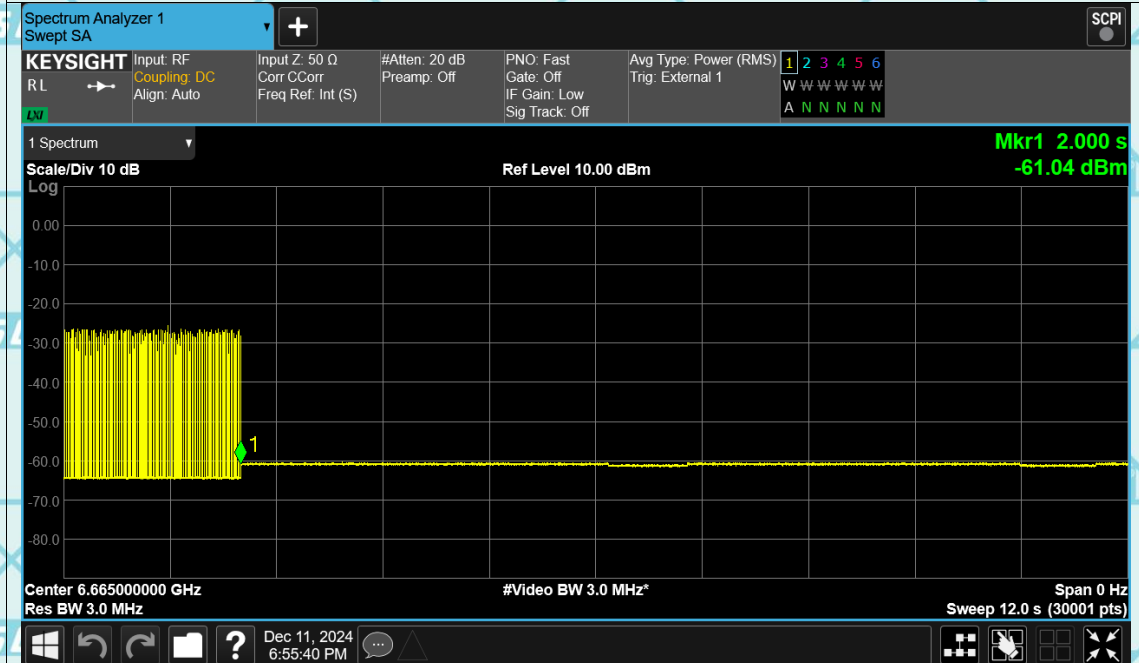 Spectrum Analyzer 1
Swept SA
+
SCPI
KEYSIGHT
R L
LXI
Input: RF
Coupling: DC
Align: Auto
Input Z: 50 Ω
Corr CCorr
Freq Ref: Int (S)
#Atten: 20 dB
Preamp: Off
PNO: Fast
Gate: Off
IF Gain: Low
Sig Track: Off
Avg Type: Power (RMS)
Trig: External 1
1 2 3 4 5 6
W W W W W W
A N N N N N
1 Spectrum
Mkr1 2.000 s
Scale/Div 10 dB
Ref Level 10.00 dBm
-61.04 dBm
Log
0.00
-10.0
-20.0
-30.0
-40.0
-50.0
1
-60.0
-70.0
-80.0
Center 6.665000000 GHz
#Video BW 3.0 MHz*
Span 0 Hz
Res BW 3.0 MHz
Sweep 12.0 s (30001 pts)
?
Dec 11, 2024
6:55:40 PM